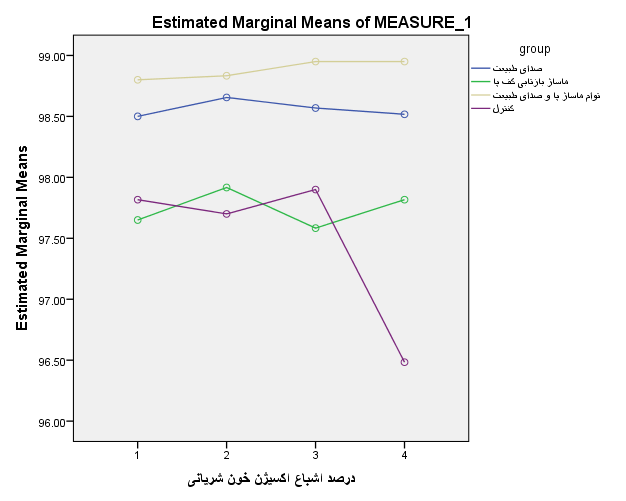 Estimated Marginal Means of MEASURE_1
group
صدای طبیعت
ماساژ بازتابی کف پا
توام ماساژ پا و صدای طبیعت
کنترل
Estimated Marginal Means
99.00
98.50
98.00
97.50
97.00
96.50
96.00
1 2 3 4
درصد اشباع اکسیژن خون شریانی